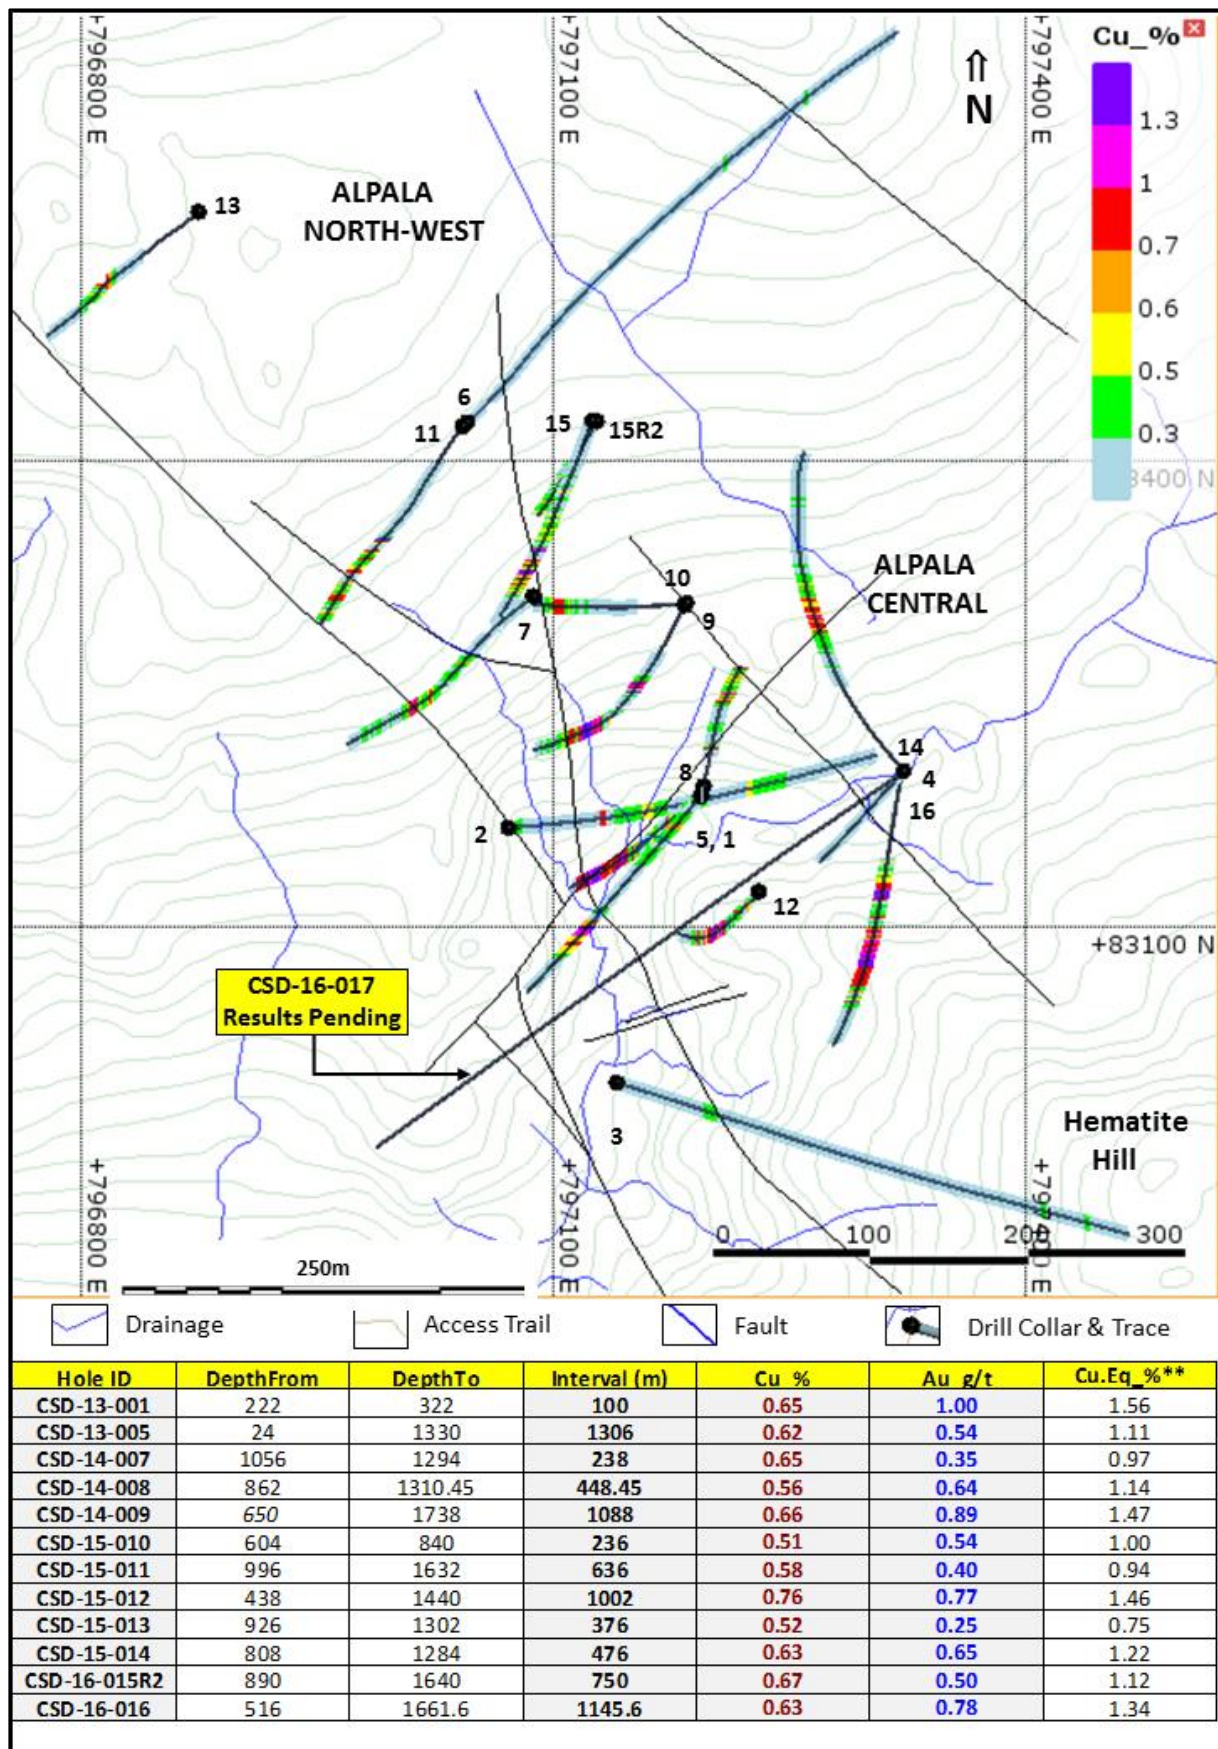 +796800 E
+797100 E
+797400 E
Cu_%
1.3
1
0.7
0.6
0.5
0.3
N
ALPALA
NORTH-WEST
13
6
11
15
15R2
3400 N
ALPALA
CENTRAL
10
9
7
14
4
16
8
5, 1
2
12
+83100 N
CSD-16-017
Results Pending
3
Hematite
Hill
+796800 E
+797100 E
+797400 E
0 100 200 300
250m
Drainage Access Trail Fault Drill Collar & Trace
Hole ID DepthFrom DepthTo Interval (m) Cu_% Au_g/t Cu.Eq_%**
CSD-13-001 222 322 100 0.65 1.00 1.56
CSD-13-005 24 1330 1306 0.62 0.54 1.11
CSD-14-007 1056 1294 238 0.65 0.35 0.97
CSD-14-008 862 1310.45 448.45 0.56 0.64 1.14
CSD-14-009 650 1738 1088 0.66 0.89 1.47
CSD-15-010 604 840 236 0.51 0.54 1.00
CSD-15-011 996 1632 636 0.58 0.40 0.94
CSD-15-012 438 1440 1002 0.76 0.77 1.46
CSD-15-013 926 1302 376 0.52 0.25 0.75
CSD-15-014 808 1284 476 0.63 0.65 1.22
CSD-16-015R2 890 1640 750 0.67 0.50 1.12
CSD-16-016 516 1661.6 1145.6 0.63 0.78 1.34